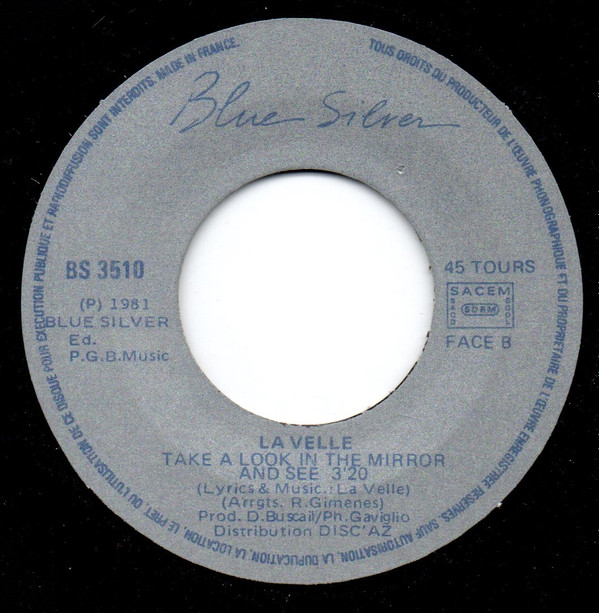 TOUS DROITS DU PRODUCTEUR DE L'ŒUVRE PHONOGRAPHIQUE ET DU PROPRIETAIRE DE L'ŒUVRE ENREGISTREE RESERVES. SAUF AUTORISATION, LA DUPLICATION, LA LOCATION, LE PRET OU L'UTILISATION DE CE DISQUE POUR EXECUTION PUBLIQUE ET RADIODIFFUSION SONT INTERDITS. MADE IN FRANCE.
Blue Silver
BS 3510
(P) 1981
BLUE SILVER
Ed.
P.G.B.Music
45 TOURS
SACEM
SDRM
FACE B
LA VELLE
TAKE A LOOK IN THE MIRROR
AND SEE 3'20
(Lyrics & Music.: La Velle)
(Arrgts. R.Gimenes)
Prod. D.Buscail/Ph.Gaviglio
Distribution DISC'AZ